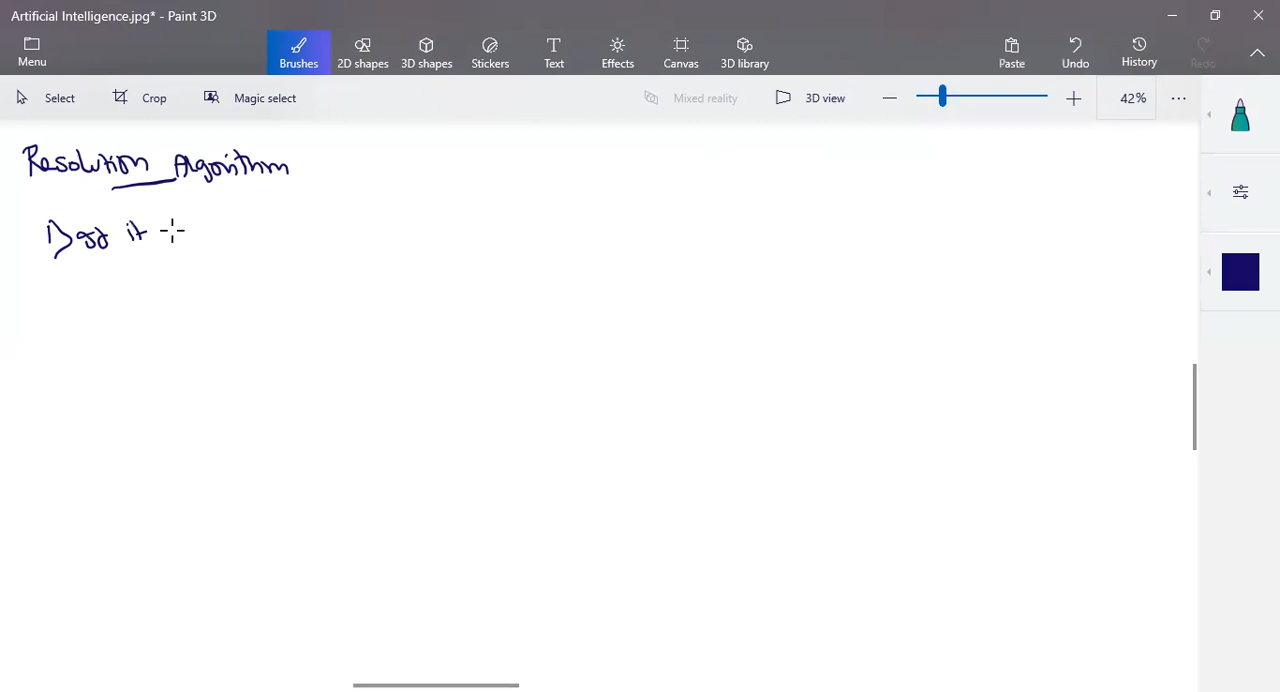 Artificial Intelligence.jpg* - Paint 3D
Menu
Brushes
2D shapes
3D shapes
Stickers
Text
Effects
Canvas
3D library
Paste
Undo
History
Redo
Select
Crop
Magic select
Mixed reality
3D view
42%
Resolution Algorithm
it